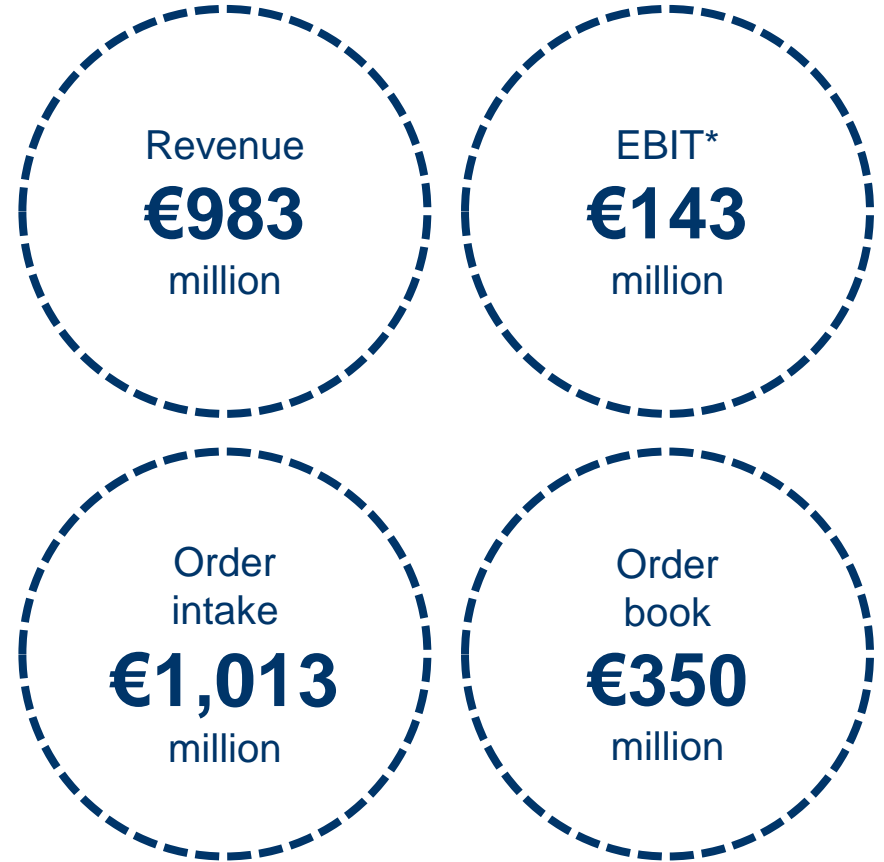 Revenue
€983
million
EBIT*
€143
million
Order
intake
€1,013
million
Order
book
€350
million